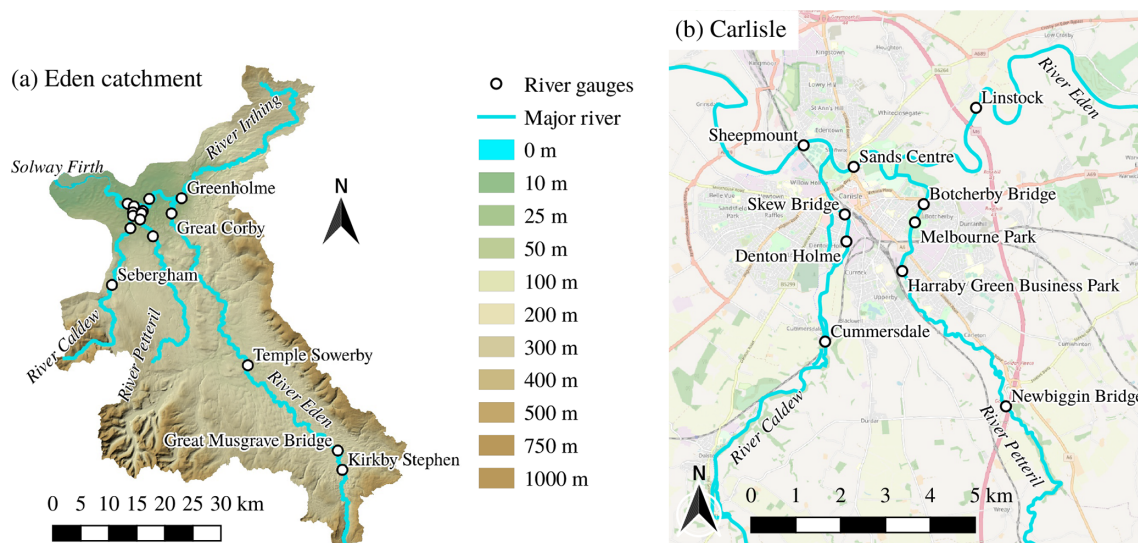 (a) Eden catchment
River Irthing
Solway Firth
Greenholme
Great Corby
Sebergham
River Caldew
River Petteril
Temple Sowerby
River Eden
Great Musgrave Bridge
Kirkby Stephen
0 5 10 15 20 25 30 km
N
River gauges
Major river
0 m
10 m
25 m
50 m
100 m
200 m
300 m
400 m
500 m
750 m
1000 m
(b) Carlisle
River Eden
Linstock
Sheepmount
Sands Centre
Skew Bridge
Botcherby Bridge
Melbourne Park
Denton Holme
Harraby Green Business Park
Cummersdale
Newbiggin Bridge
River Caldew
River Petteril
N
0 1 2 3 4 5 km